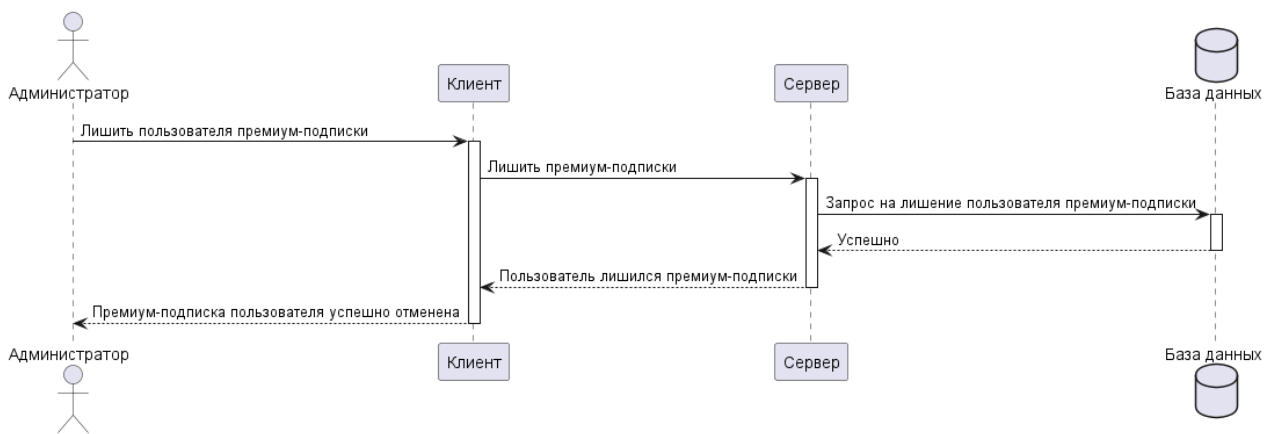 Администратор
Клиент
Сервер
База данных
Лишить пользователя премиум-подписки
Лишить премиум-подписки
Запрос на лишение пользователя премиум-подписки
Успешно
Пользователь лишился премиум-подписки
Премиум-подписка пользователя успешно отменена
Администратор
Клиент
Сервер
База данных